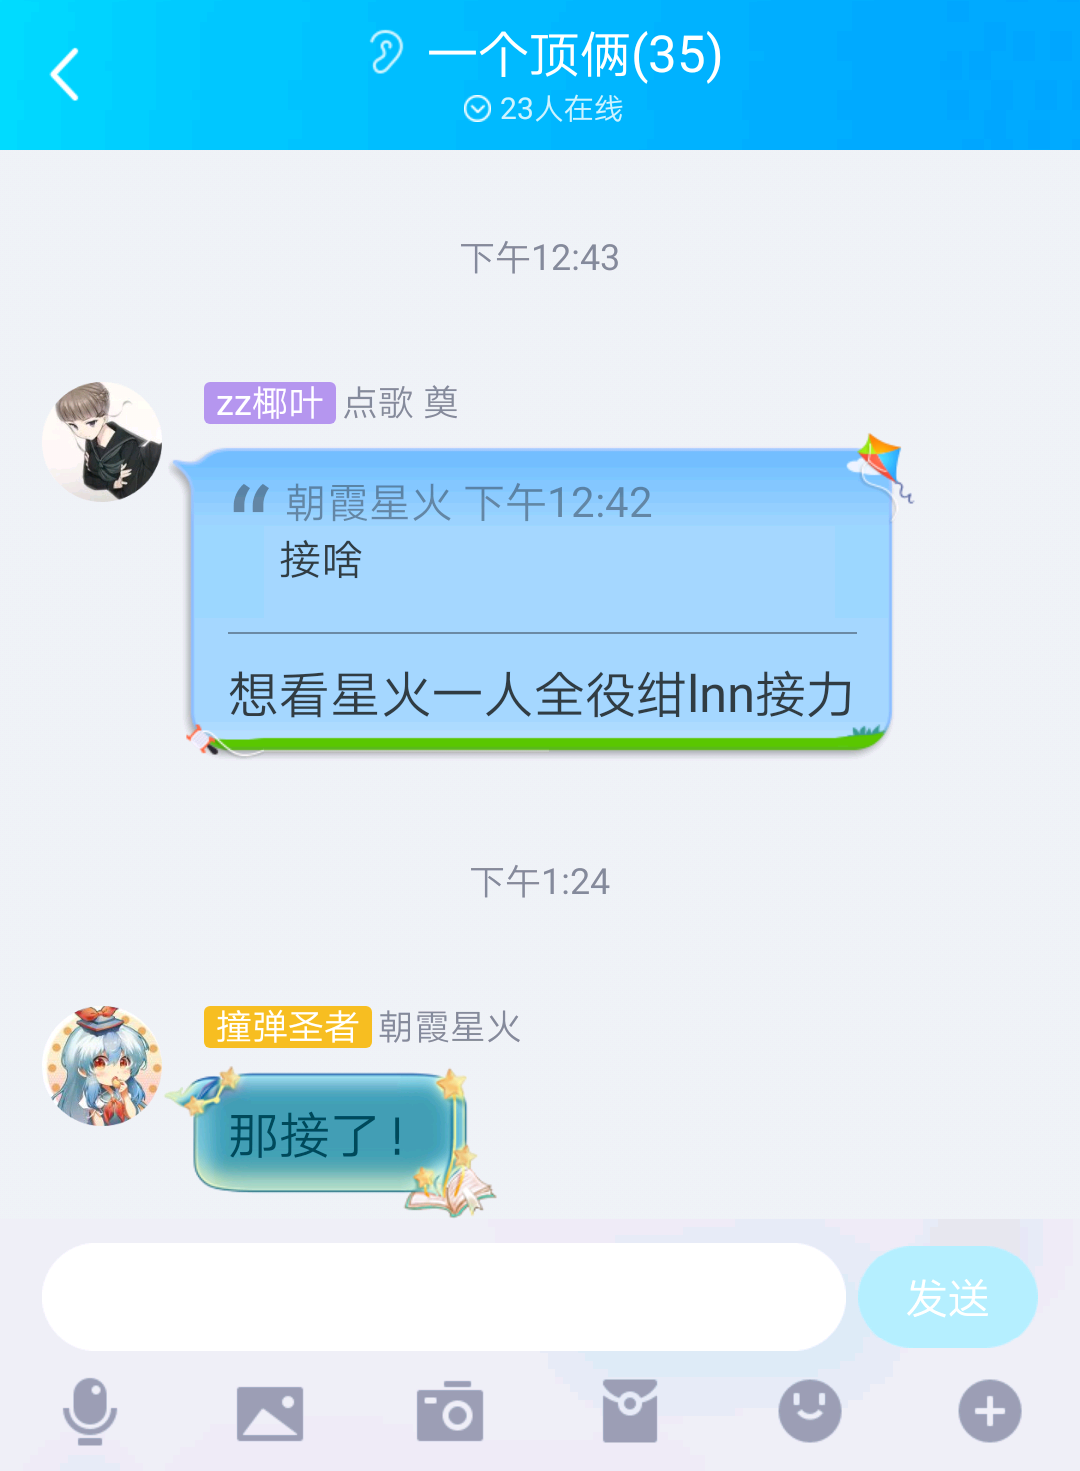 一个顶俩(35)
23人在线
下午12:43
zz椰叶 点歌 奠
朝霞星火 下午12:42
接啥
想看星火一人全役绀lnn接力
下午1:24
撞弹圣者 朝霞星火
那接了!
发送